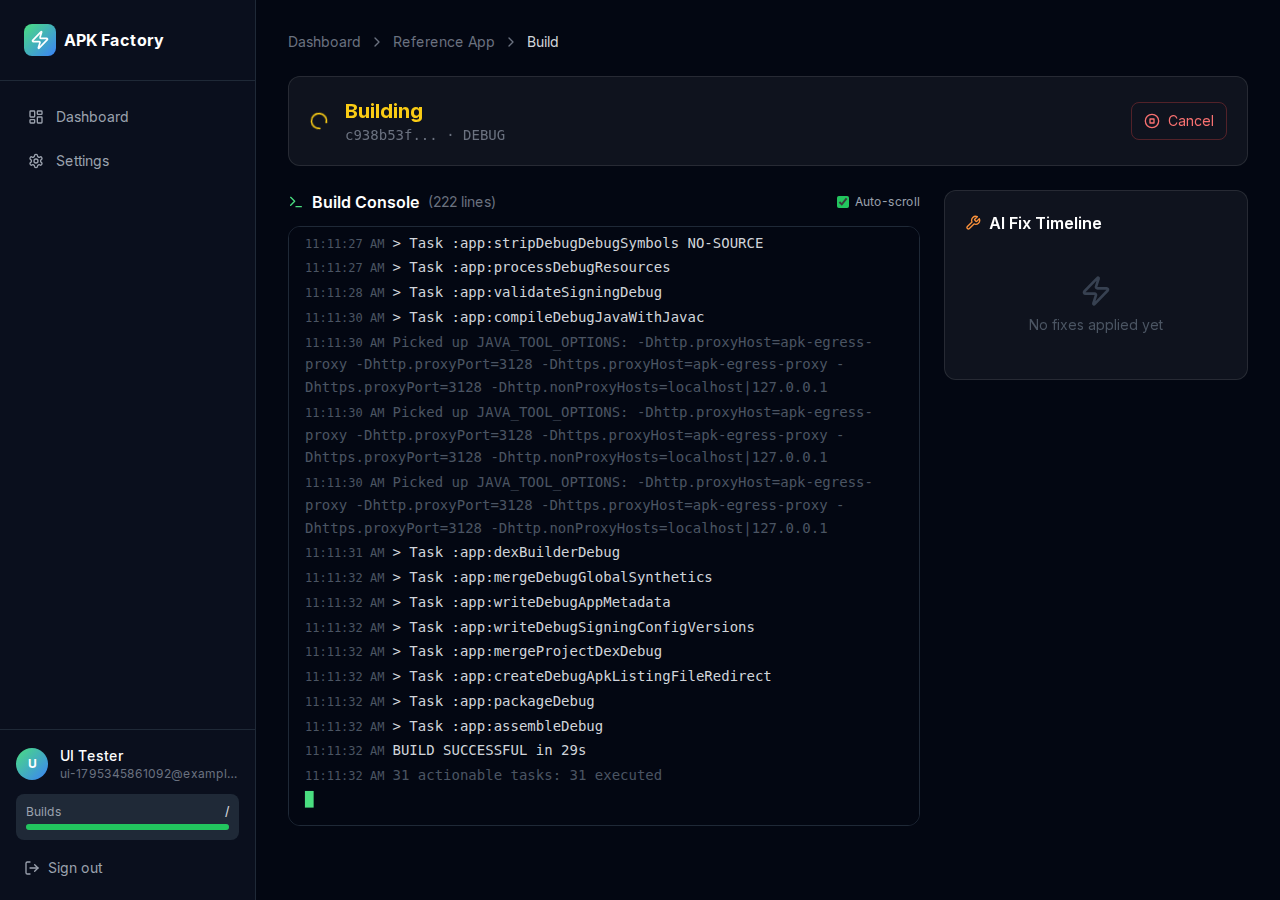 APK Factory
Dashboard
Settings
UI Tester
ui-1795345861092@exampl...
Builds /
Sign out
Dashboard > Reference App > Build
Building
c938b53f... · DEBUG
Cancel
Build Console (222 lines)
Auto-scroll
11:11:27 AM > Task :app:stripDebugDebugSymbols NO-SOURCE
11:11:27 AM > Task :app:processDebugResources
11:11:28 AM > Task :app:validateSigningDebug
11:11:30 AM > Task :app:compileDebugJavaWithJavac
11:11:30 AM Picked up JAVA_TOOL_OPTIONS: -Dhttp.proxyHost=apk-egress-
proxy -Dhttp.proxyPort=3128 -Dhttps.proxyHost=apk-egress-proxy -
Dhttps.proxyPort=3128 -Dhttp.nonProxyHosts=localhost|127.0.0.1
11:11:30 AM Picked up JAVA_TOOL_OPTIONS: -Dhttp.proxyHost=apk-egress-
proxy -Dhttp.proxyPort=3128 -Dhttps.proxyHost=apk-egress-proxy -
Dhttps.proxyPort=3128 -Dhttp.nonProxyHosts=localhost|127.0.0.1
11:11:30 AM Picked up JAVA_TOOL_OPTIONS: -Dhttp.proxyHost=apk-egress-
proxy -Dhttp.proxyPort=3128 -Dhttps.proxyHost=apk-egress-proxy -
Dhttps.proxyPort=3128 -Dhttp.nonProxyHosts=localhost|127.0.0.1
11:11:31 AM > Task :app:dexBuilderDebug
11:11:32 AM > Task :app:mergeDebugGlobalSynthetics
11:11:32 AM > Task :app:writeDebugAppMetadata
11:11:32 AM > Task :app:writeDebugSigningConfigVersions
11:11:32 AM > Task :app:mergeProjectDexDebug
11:11:32 AM > Task :app:createDebugApkListingFileRedirect
11:11:32 AM > Task :app:packageDebug
11:11:32 AM > Task :app:assembleDebug
11:11:32 AM BUILD SUCCESSFUL in 29s
11:11:32 AM 31 actionable tasks: 31 executed
AI Fix Timeline
No fixes applied yet
U